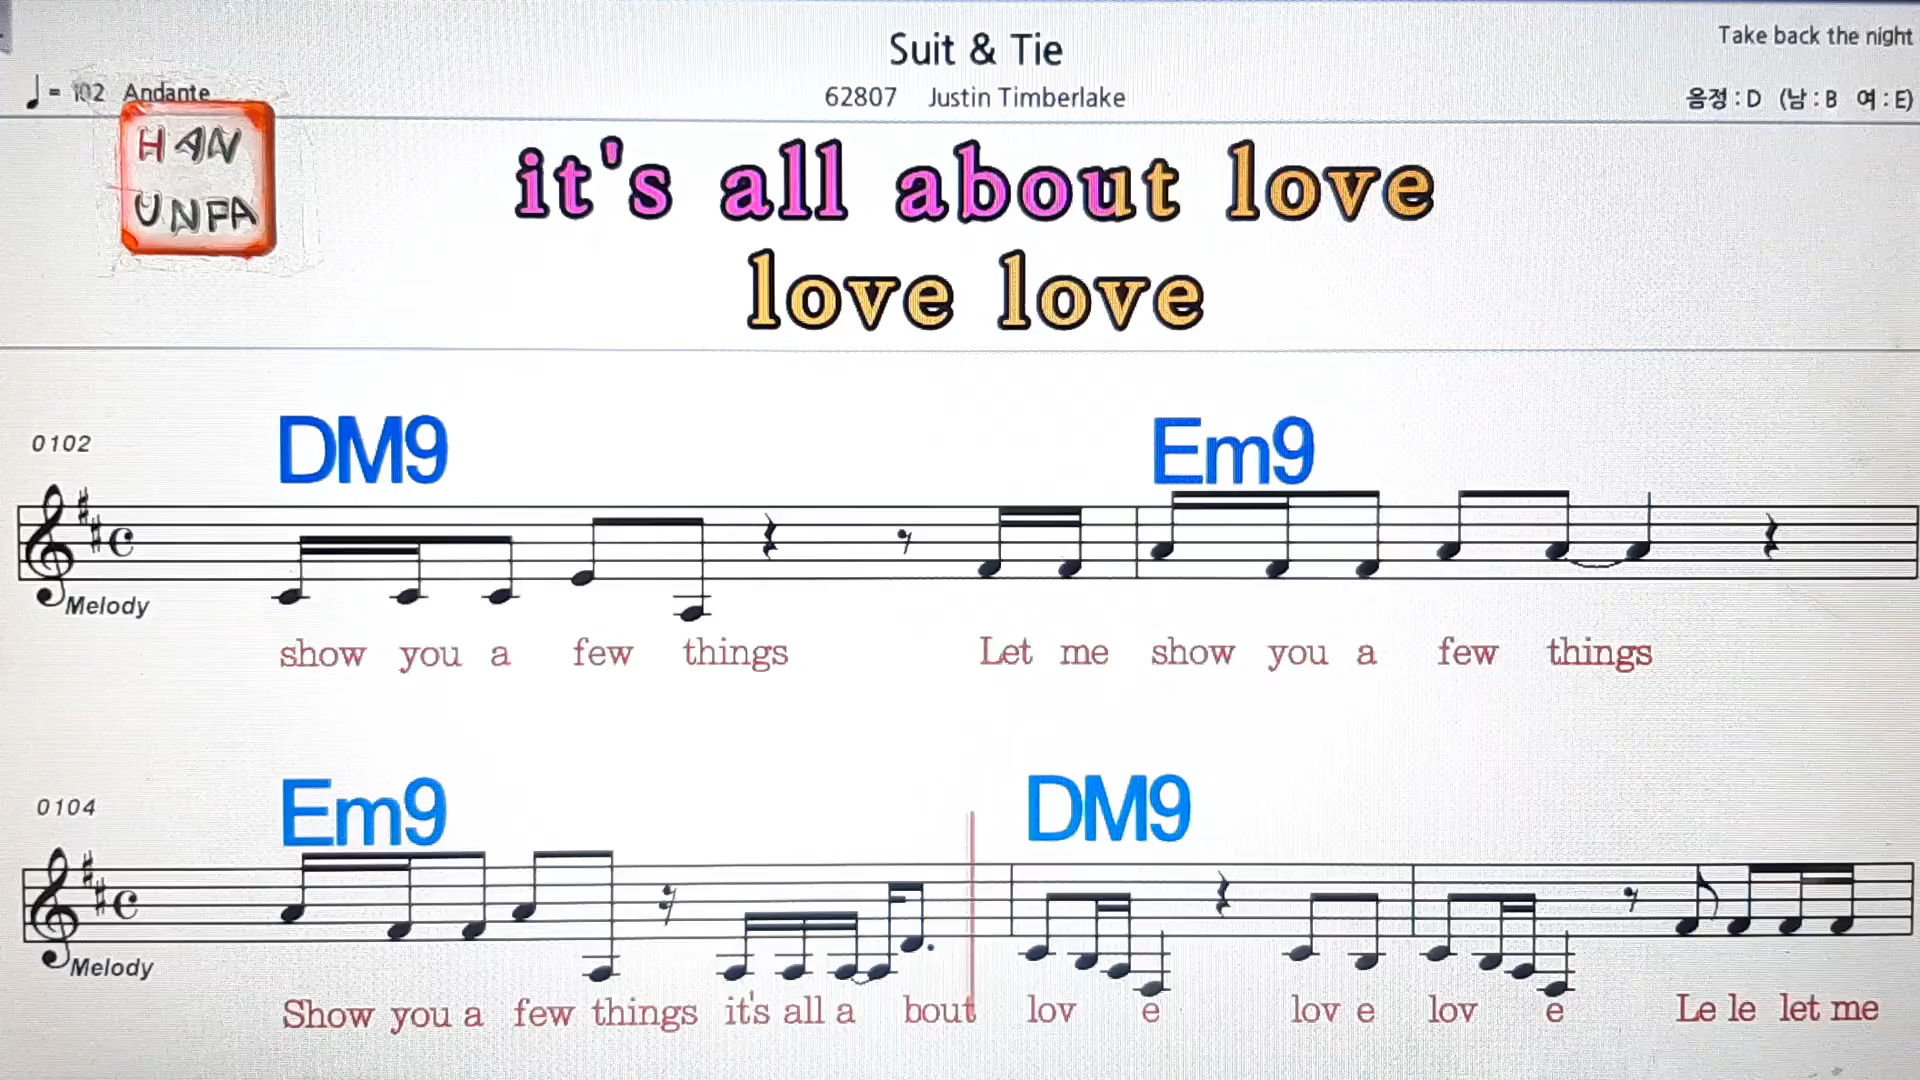 Suit & Tie
Take back the night
♩ = 102 Andante
62807 Justin Timberlake
음정 : D (남 : B 여 : E)
HAN
UNFA
it's all about love
love love
0102
DM9 Em9
Melody
show you a few things Let me show you a few things
0104
Em9 DM9
Melody
Show you a few things it's all a bout lov e lov e lov e Le le let me